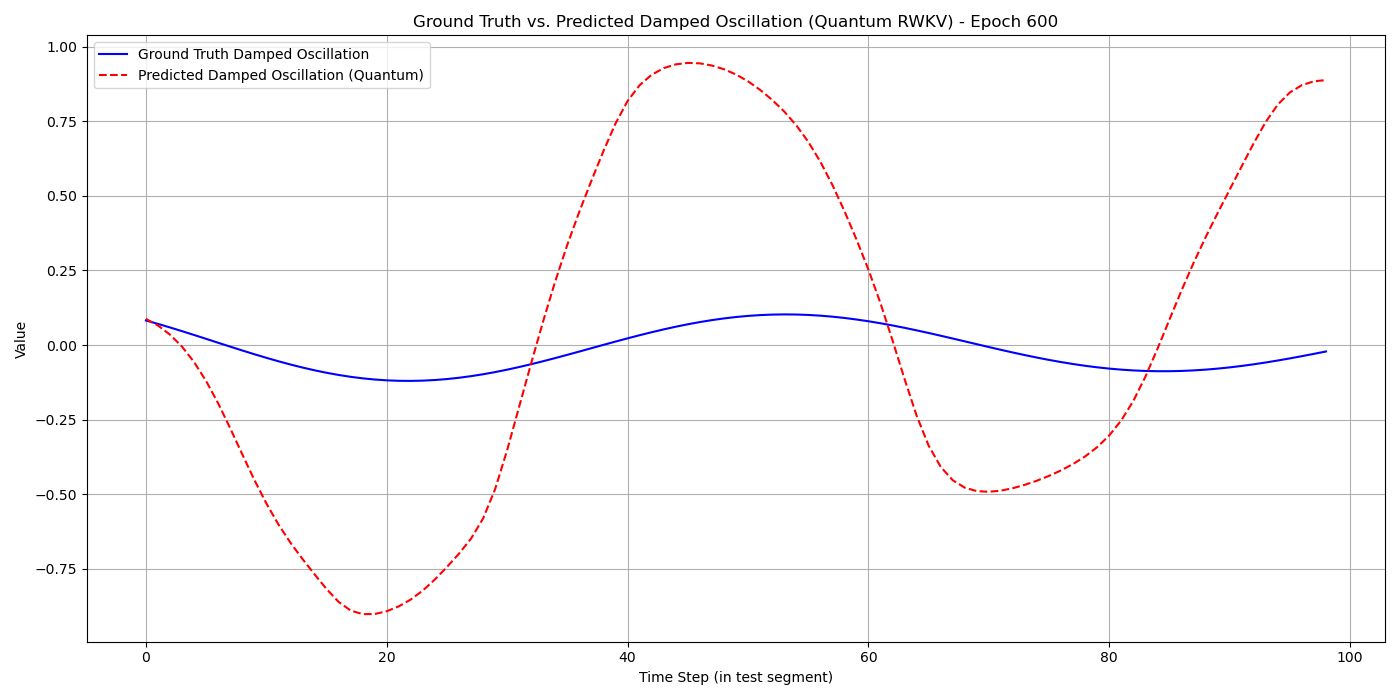 Ground Truth vs. Predicted Damped Oscillation (Quantum RWKV) - Epoch 600
Ground Truth Damped Oscillation
Predicted Damped Oscillation (Quantum)
1.00
0.75
0.50
0.25
0.00
−0.25
−0.50
−0.75
Value
0 20 40 60 80 100
Time Step (in test segment)